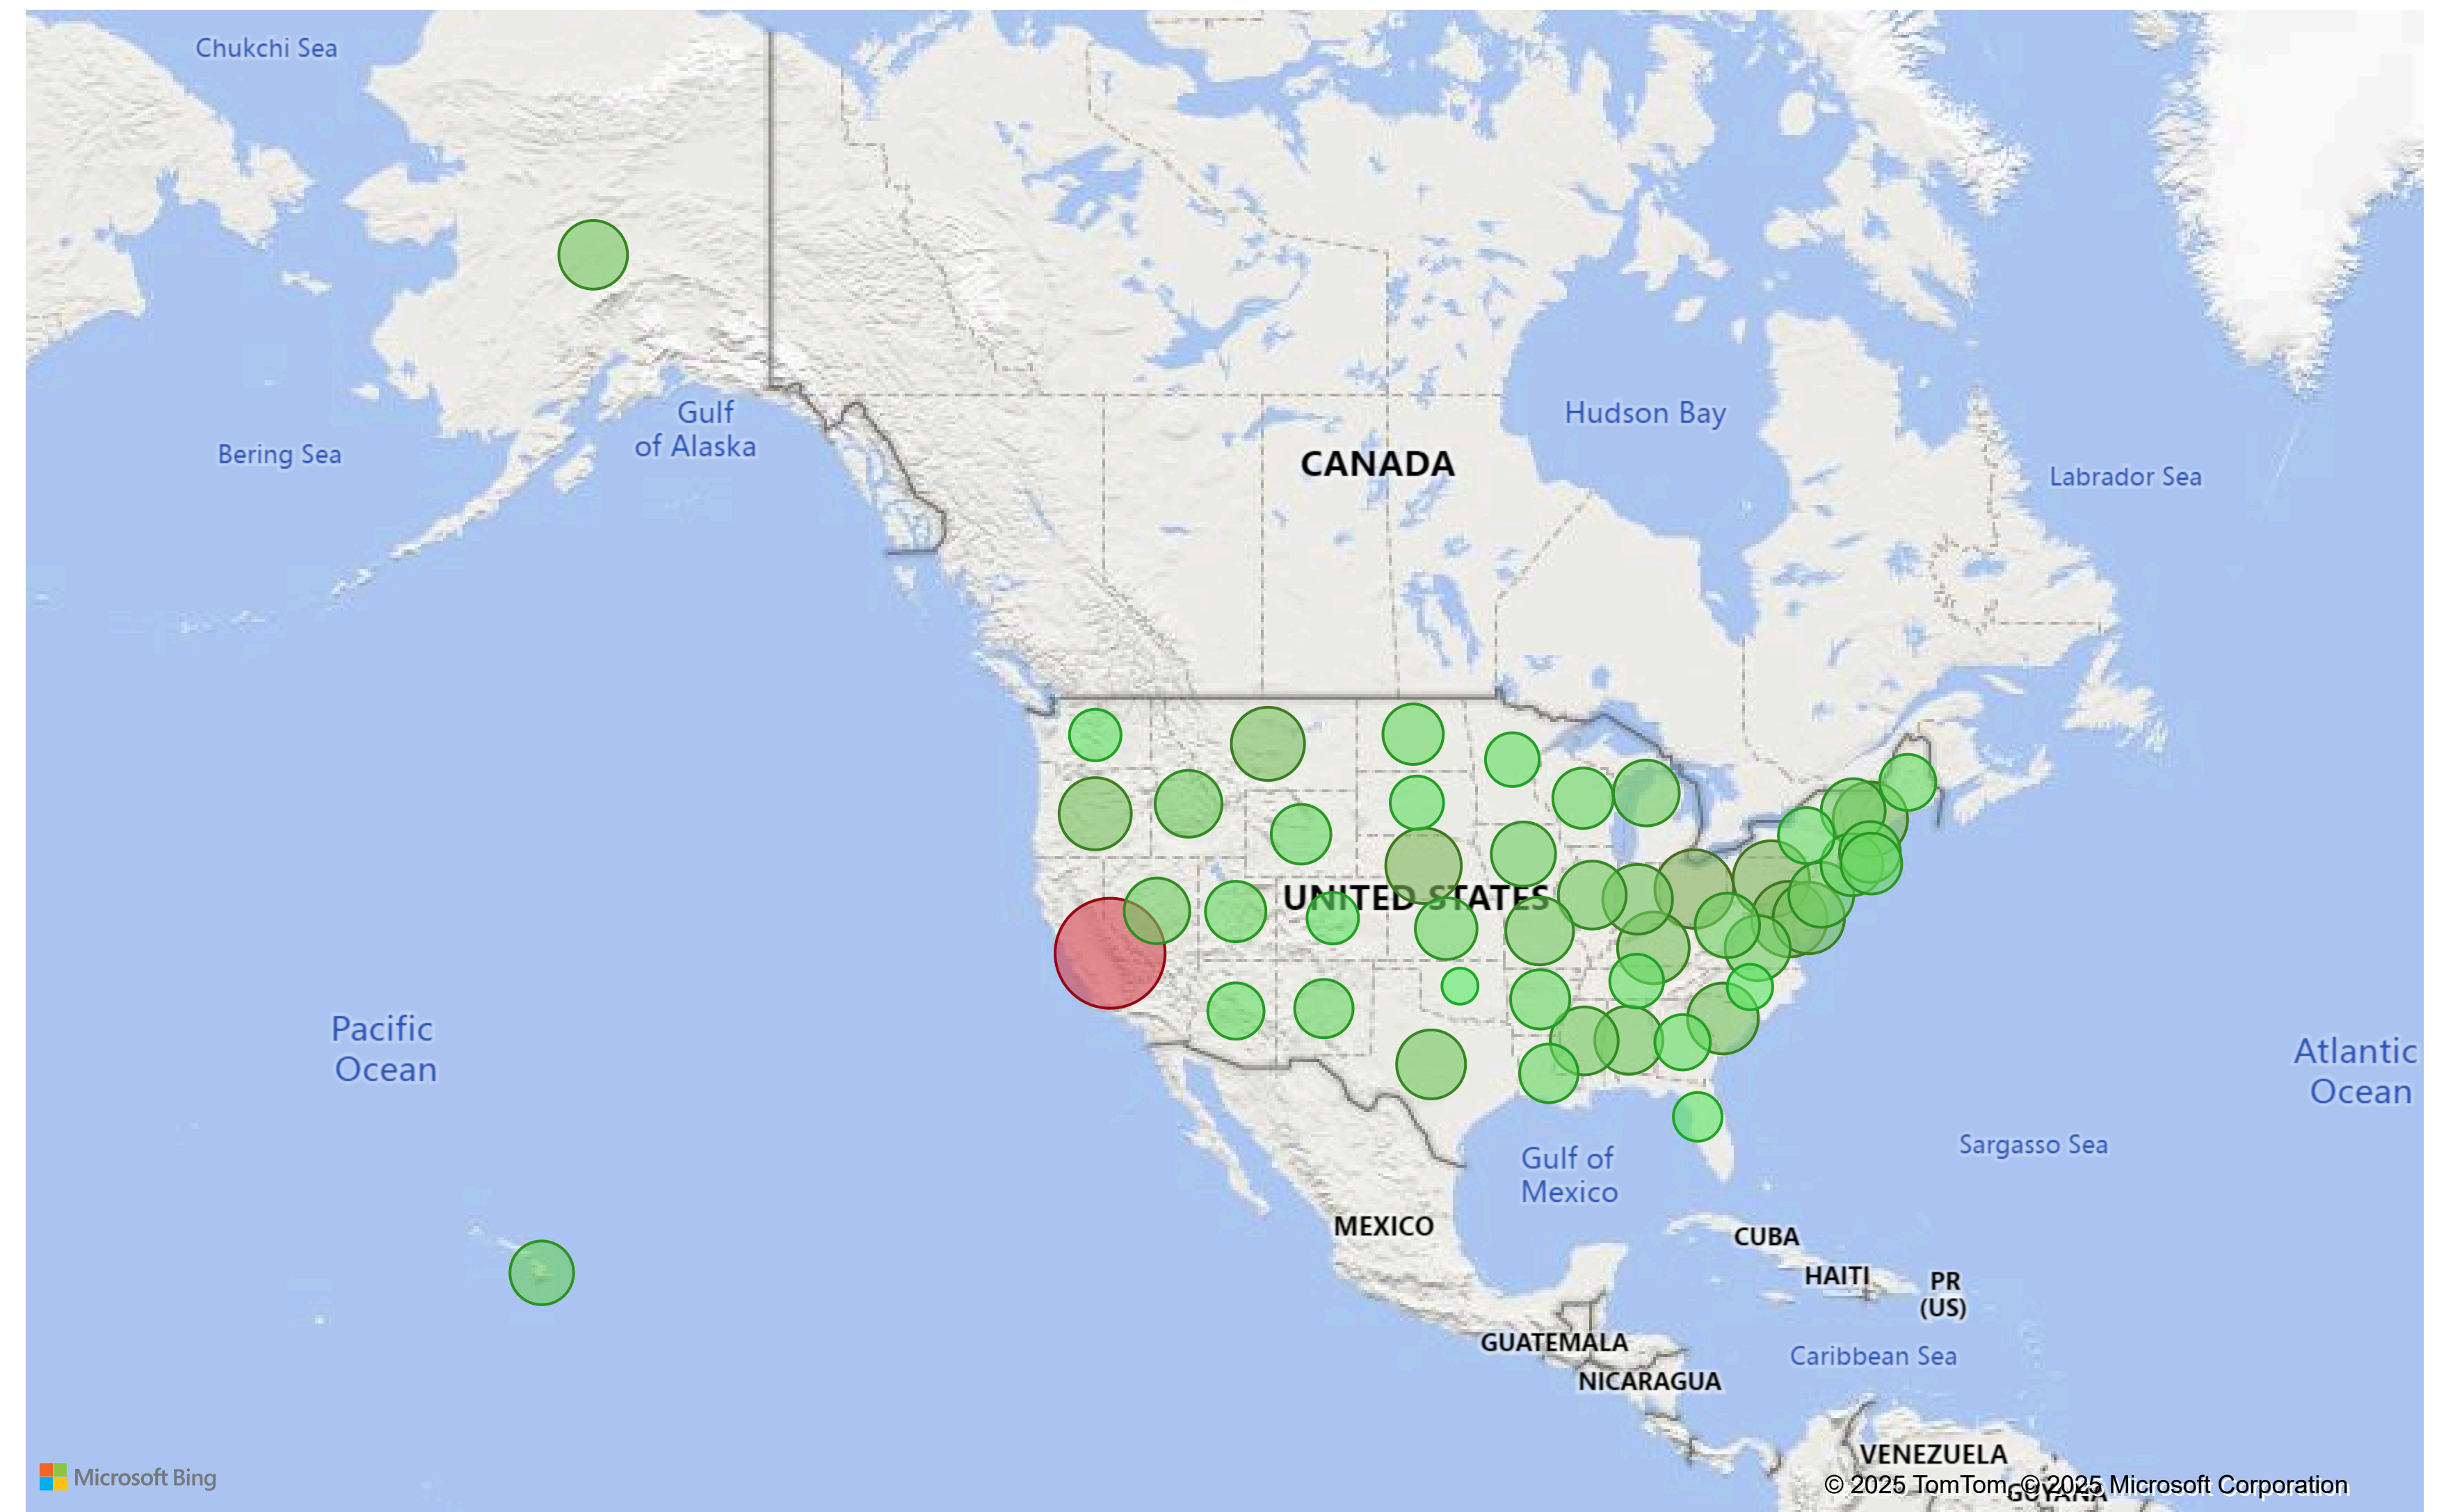 Chukchi Sea
Gulf
of Alaska
Hudson Bay
Bering Sea
CANADA
Labrador Sea
UNITED STATES
Pacific
Ocean
Atlantic
Ocean
Sargasso Sea
Gulf of
Mexico
MEXICO
CUBA
HAITI
PR
(US)
GUATEMALA
Caribbean Sea
NICARAGUA
VENEZUELA
Microsoft Bing
© 2025 TomTom, © 2025 Microsoft Corporation
GUYANA